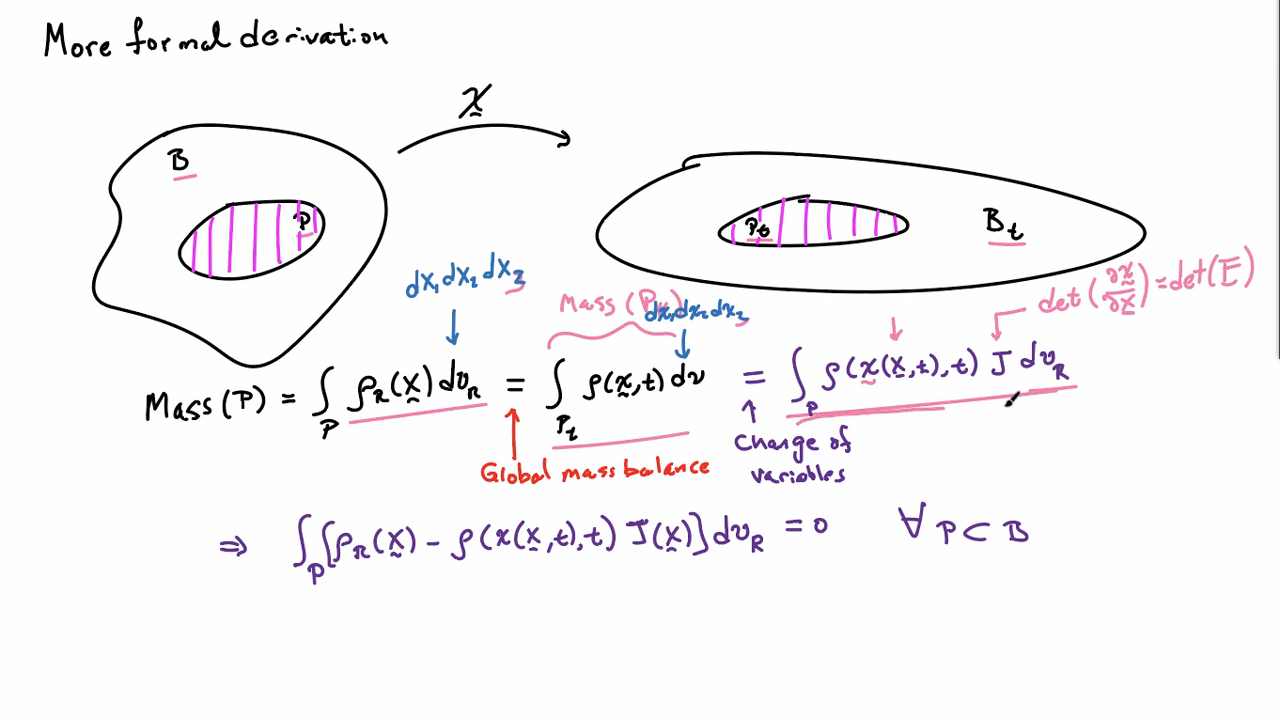 More formal derivation
χ
B
P
P_t
B_t
dX₁dX₂dX₃
Mass(P_t)
dx₁dx₂dx₃
det(∂χ/∂X) = det(F)
Mass(P) = ∫_P ρ_R(X) dv_R = ∫_{P_t} ρ(x,t) dv = ∫_P ρ(x(X,t),t) J dv_R
Global mass balance
Change of
variables
⇒ ∫_P [ρ_R(X) - ρ(x(X,t),t) J(X)] dv_R = 0 ∀ P ⊂ B